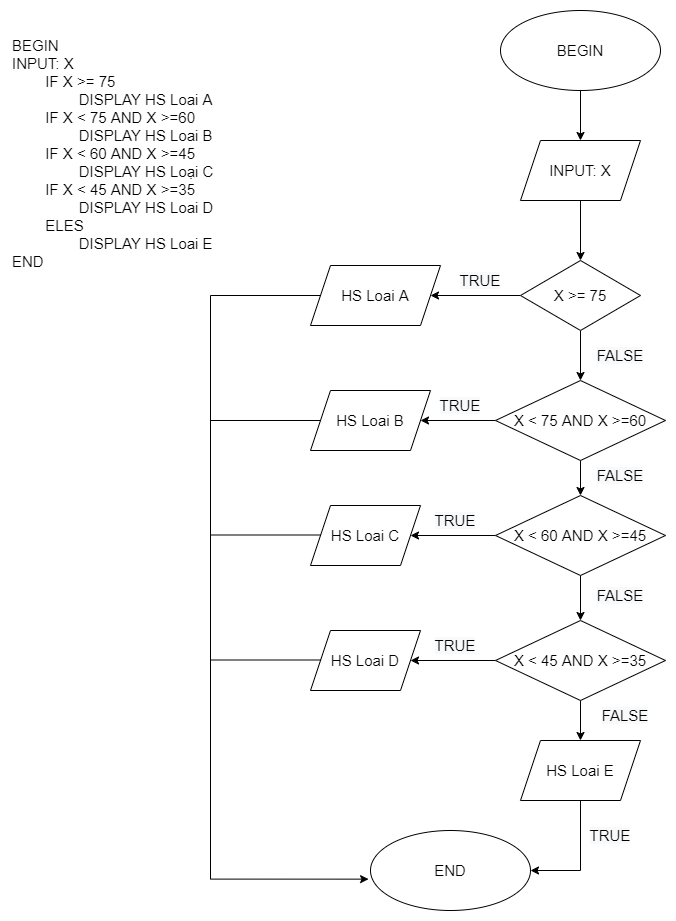 BEGIN
INPUT: X
IF X >= 75
DISPLAY HS Loai A
IF X < 75 AND X >=60
DISPLAY HS Loai B
IF X < 60 AND X >=45
DISPLAY HS Loại C
IF X < 45 AND X >=35
DISPLAY HS Loai D
ELES
DISPLAY HS Loai E
END
BEGIN
INPUT: X
X >= 75
TRUE
HS Loai A
FALSE
X < 75 AND X >=60
TRUE
HS Loai B
FALSE
X < 60 AND X >=45
TRUE
HS Loai C
FALSE
X < 45 AND X >=35
TRUE
HS Loai D
FALSE
HS Loai E
TRUE
END